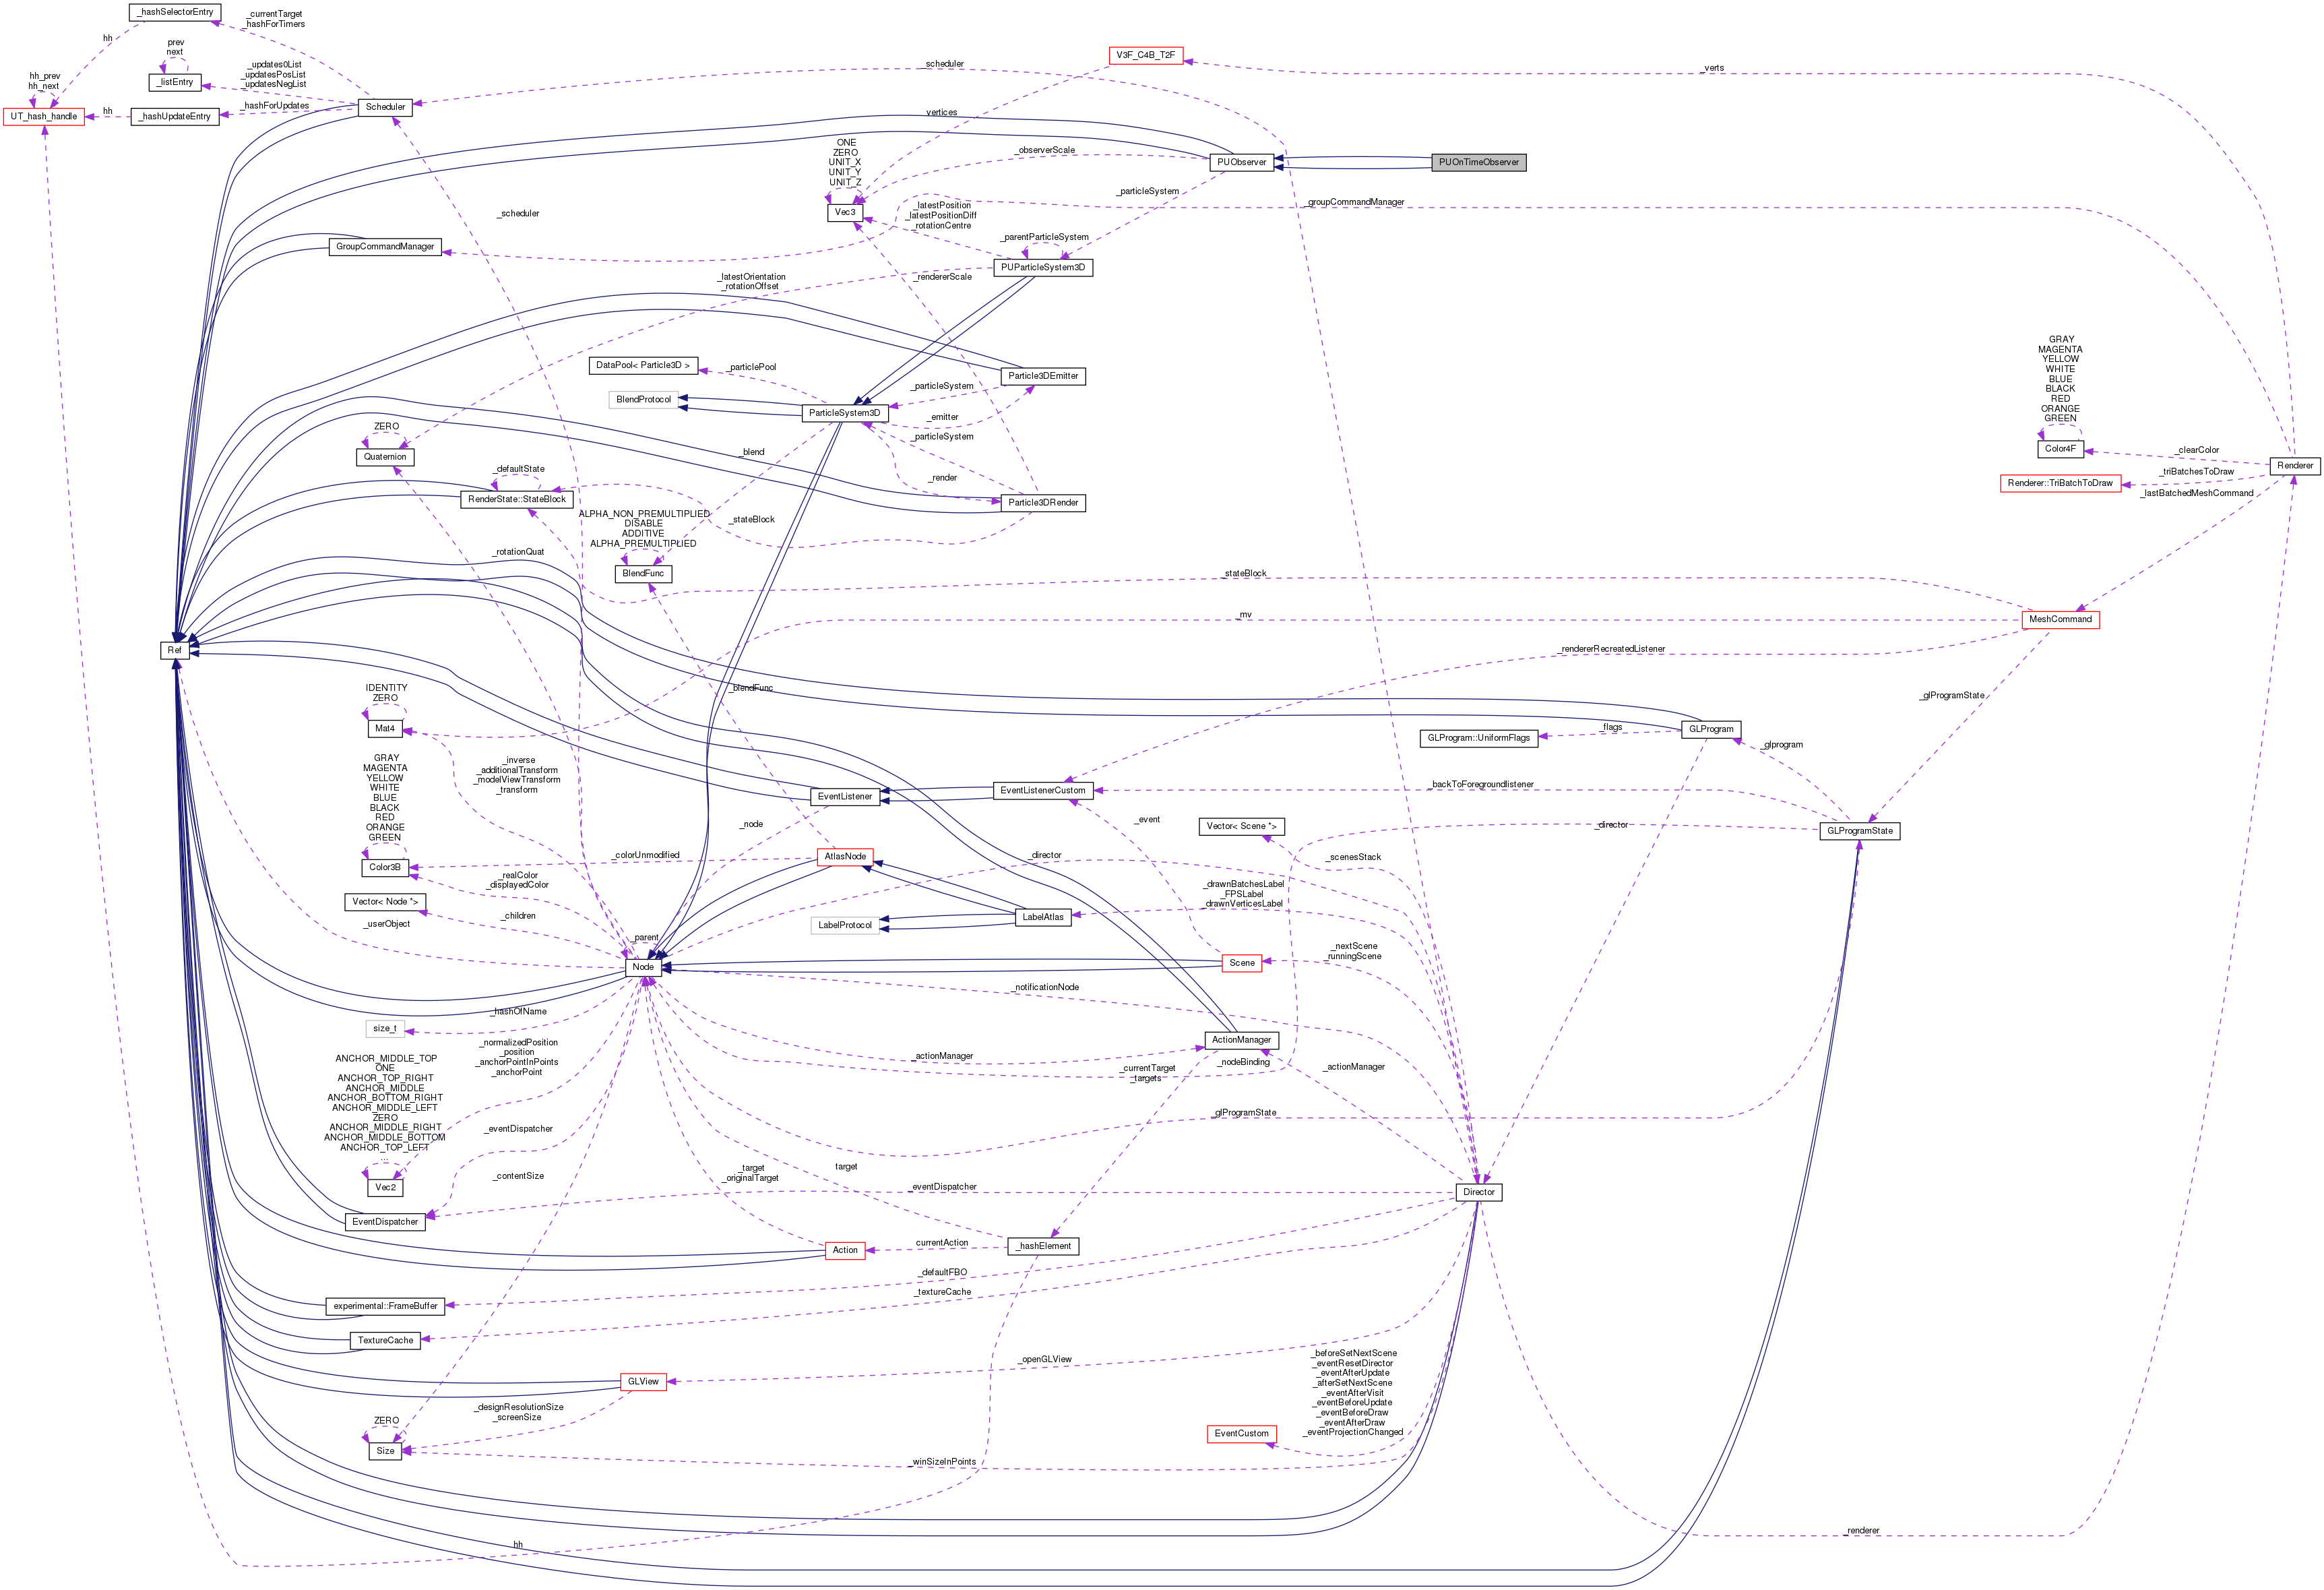 _hashSelectorEntry
_currentTarget
_hashForTimers
hh
prev
next
_listEntry
_updates0List
_updatesPosList
_updatesNegList
hh_prev
hh_next
UT_hash_handle
hh
_hashUpdateEntry
_hashForUpdates
Scheduler
_scheduler
V3F_C4B_T2F
_verts
vertices
ONE
ZERO
UNIT_X
UNIT_Y
UNIT_Z
Vec3
_observerScale
PUObserver
PUOnTimeObserver
_particleSystem
_scheduler
_latestPosition
_latestPositionDiff
_rotationCentre
_groupCommandManager
GroupCommandManager
_parentParticleSystem
PUParticleSystem3D
_latestOrientation
_rotationOffset
_rendererScale
DataPool< Particle3D >
_particlePool
Particle3DEmitter
BlendProtocol
ParticleSystem3D
_particleSystem
_emitter
_particleSystem
ZERO
Quaternion
_blend
_defaultState
RenderState::StateBlock
_render
Particle3DRender
_stateBlock
ALPHA_NON_PREMULTIPLIED
DISABLE
ADDITIVE
ALPHA_PREMULTIPLIED
BlendFunc
GRAY
MAGENTA
YELLOW
WHITE
BLUE
BLACK
RED
ORANGE
GREEN
Color4F
_clearColor
Renderer
Renderer::TriBatchToDraw
_triBatchesToDraw
_lastBatchedMeshCommand
_rotationQuat
_stateBlock
_mv
MeshCommand
Ref
_rendererRecreatedListener
_glProgramState
IDENTITY
ZERO
Mat4
_blendFunc
GLProgram::UniformFlags
_flags
GLProgram
_glprogram
_inverse
_additionalTransform
_modelViewTransform
_transform
GRAY
MAGENTA
YELLOW
WHITE
BLUE
BLACK
RED
ORANGE
GREEN
Color3B
EventListener
EventListenerCustom
_backToForegroundlistener
_node
_event
Vector< Scene *>
_director
GLProgramState
_colorUnmodified
AtlasNode
_director
_scenesStack
_realColor
_displayedColor
Vector< Node *>
_children
_drawnBatchesLabel
_FPSLabel
_drawnVerticesLabel
LabelProtocol
LabelAtlas
_userObject
_parent
Node
_nextScene
_runningScene
Scene
_notificationNode
_hashOfName
size_t
_normalizedPosition
_position
_anchorPointInPoints
_anchorPoint
_actionManager
ActionManager
_currentTarget
_targets
_nodeBinding
_actionManager
ANCHOR_MIDDLE_TOP
ONE
ANCHOR_TOP_RIGHT
ANCHOR_MIDDLE
ANCHOR_BOTTOM_RIGHT
ANCHOR_MIDDLE_LEFT
ZERO
ANCHOR_MIDDLE_RIGHT
ANCHOR_MIDDLE_BOTTOM
ANCHOR_TOP_LEFT
...
Vec2
_glProgramState
_eventDispatcher
_contentSize
_target
_originalTarget
target
_eventDispatcher
Director
EventDispatcher
Action
currentAction
_hashElement
_defaultFBO
_textureCache
experimental::FrameBuffer
TextureCache
_openGLView
GLView
_designResolutionSize
_screenSize
ZERO
Size
_beforeSetNextScene
_eventResetDirector
_eventAfterUpdate
_afterSetNextScene
_eventAfterVisit
_eventBeforeUpdate
_eventBeforeDraw
_eventAfterDraw
_eventProjectionChanged
EventCustom
_winSizeInPoints
hh
_renderer